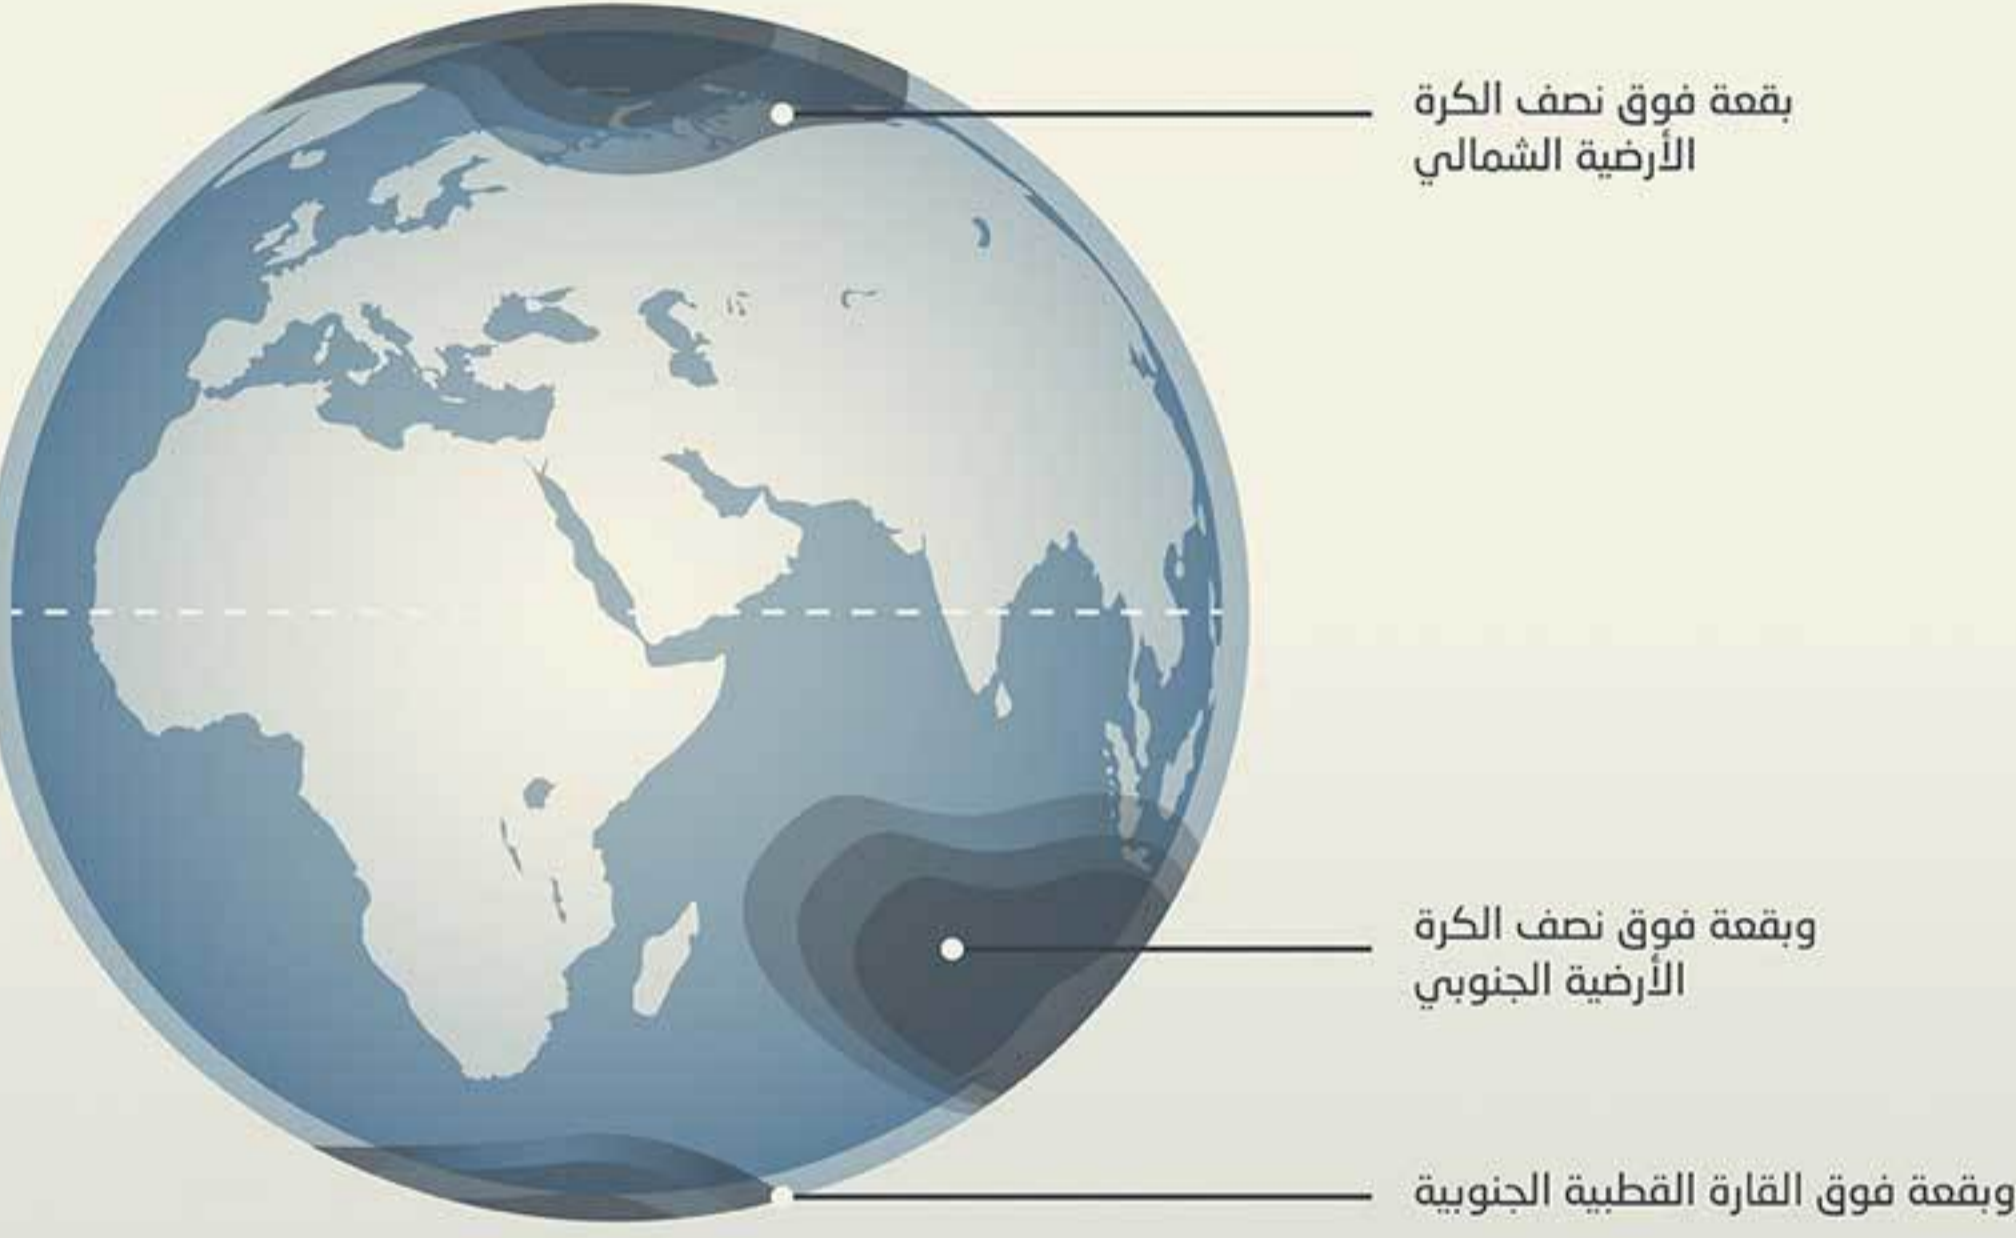 بقعة فوق نصف الكرة
الأرضية الشمالي
وبقعة فوق نصف الكرة
الأرضية الجنوبي
وبقعة فوق القارة القطبية الجنوبية